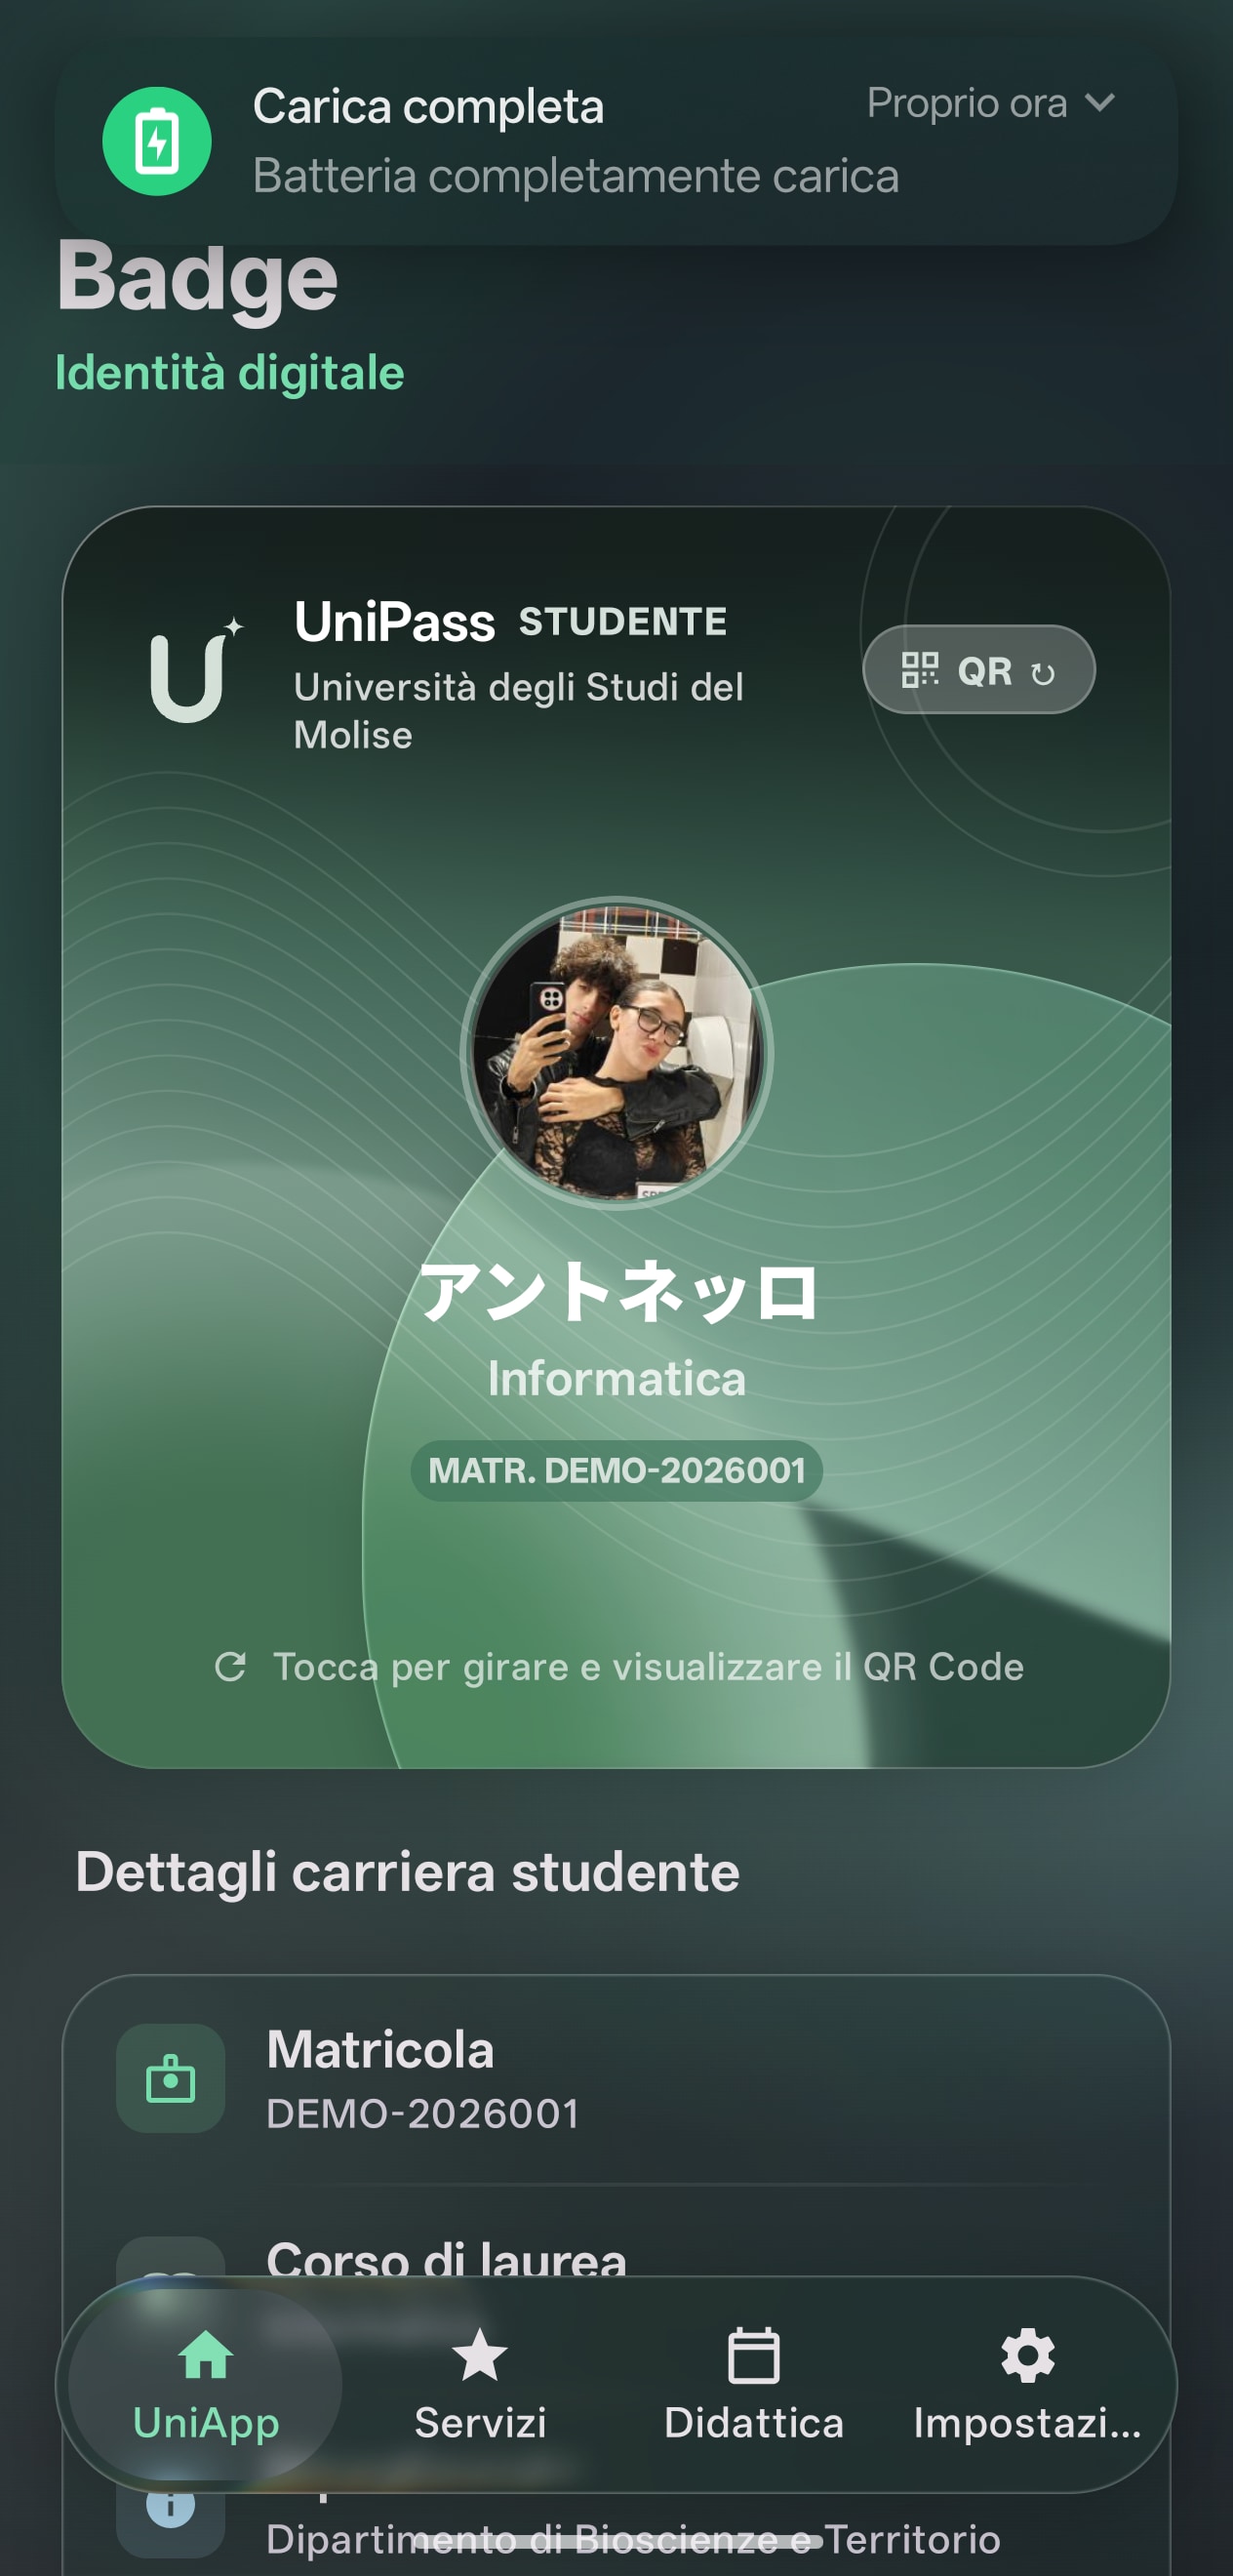 Carica completa
Proprio ora
Batteria completamente carica
Badge
Identità digitale
UniPass STUDENTE
Università degli Studi del
Molise
QR
アントネッロ
Informatica
MATR. DEMO-2026001
Tocca per girare e visualizzare il QR Code
Dettagli carriera studente
Matricola
DEMO-2026001
Corso di laurea
UniApp
Servizi
Didattica
Impostazi...
Dipartimento di Bioscienze e Territorio